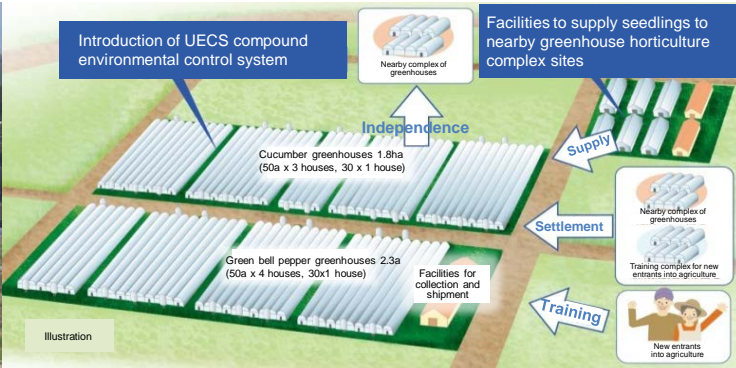 Introduction of UECS compound
environmental control system
Nearby complex of
greenhouses
Facilities to supply seedlings to
nearby greenhouse horticulture
complex sites
Independence
Supply
Cucumber greenhouses 1.8ha
(50a x 3 houses, 30 x 1 house)
Nearby complex of
greenhouses
Settlement
Training complex for new
entrants into agriculture
Green bell pepper greenhouses 2.3a
(50a x 4 houses, 30x1 house)
Facilities for
collection and
shipment
Training
Illustration
New entrants
into agriculture